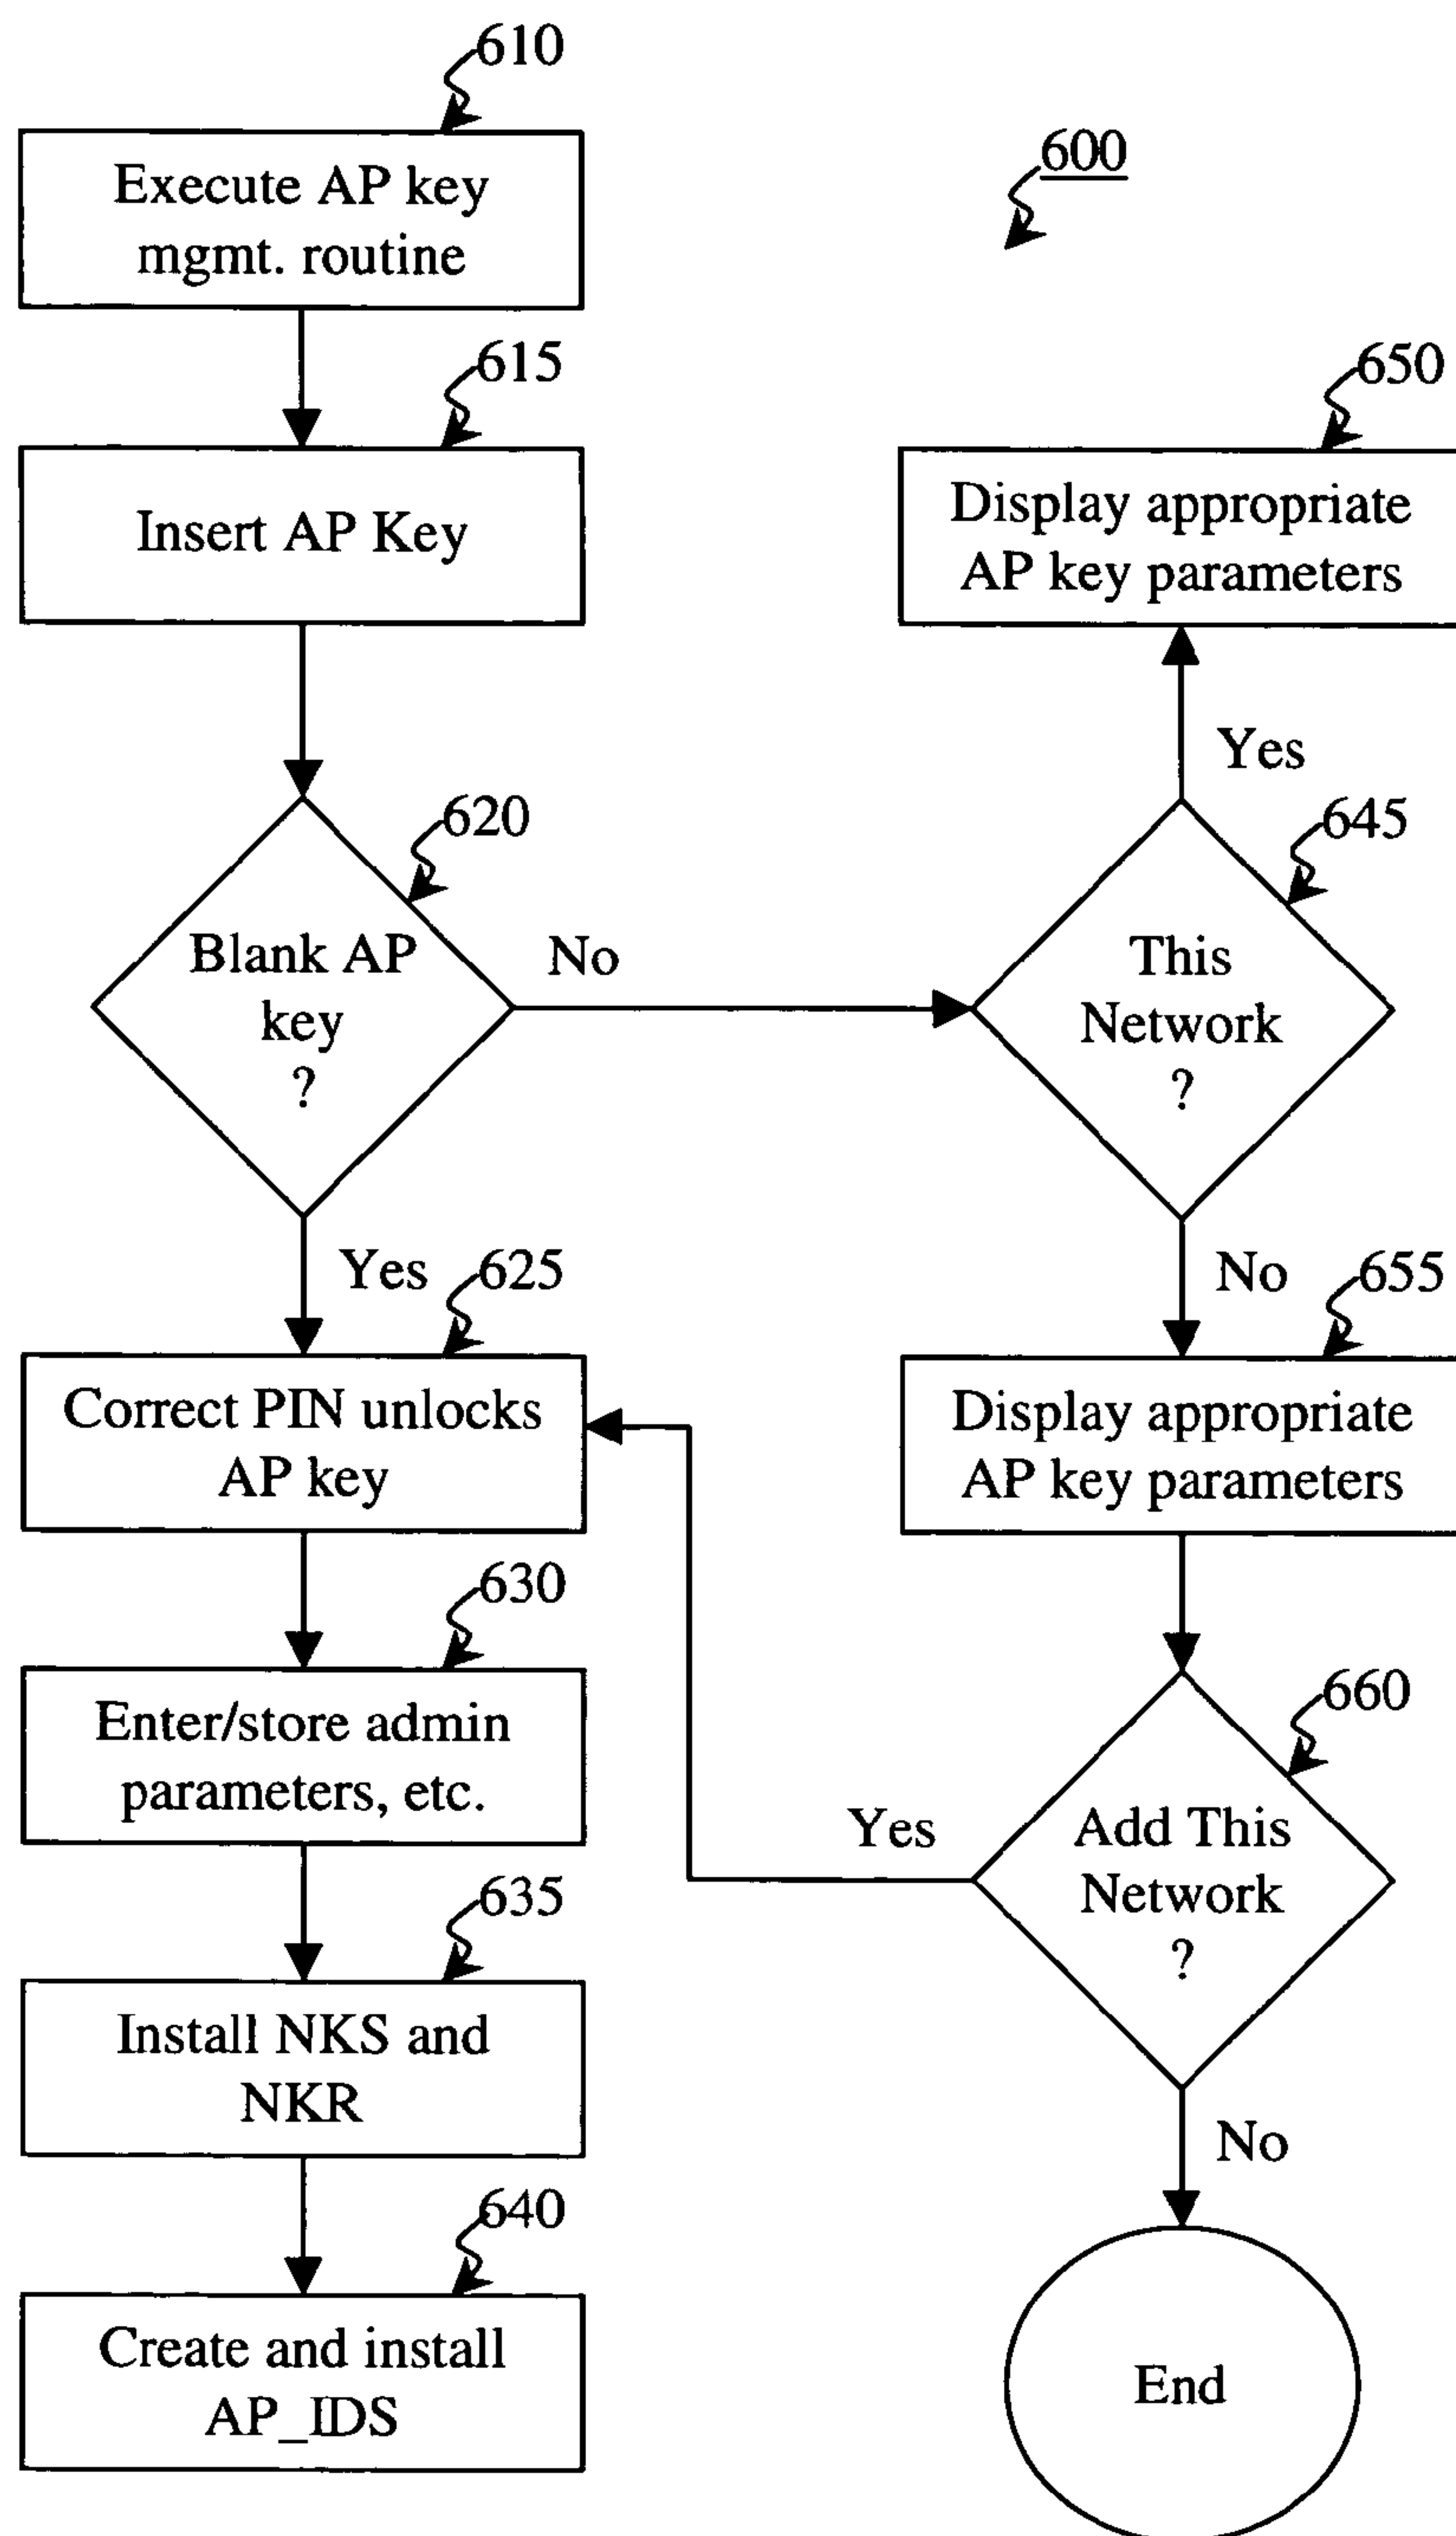 610
Execute AP key
mgmt. routine
600
615
Insert AP Key
650
Display appropriate
AP key parameters
Yes
620
Blank AP
key
?
No
645
This
Network
?
Yes
625
Correct PIN unlocks
AP key
No
655
Display appropriate
AP key parameters
630
Enter/store admin
parameters, etc.
660
Add This
Network
?
Yes
635
Install NKS and
NKR
No
640
Create and install
AP_IDS
End